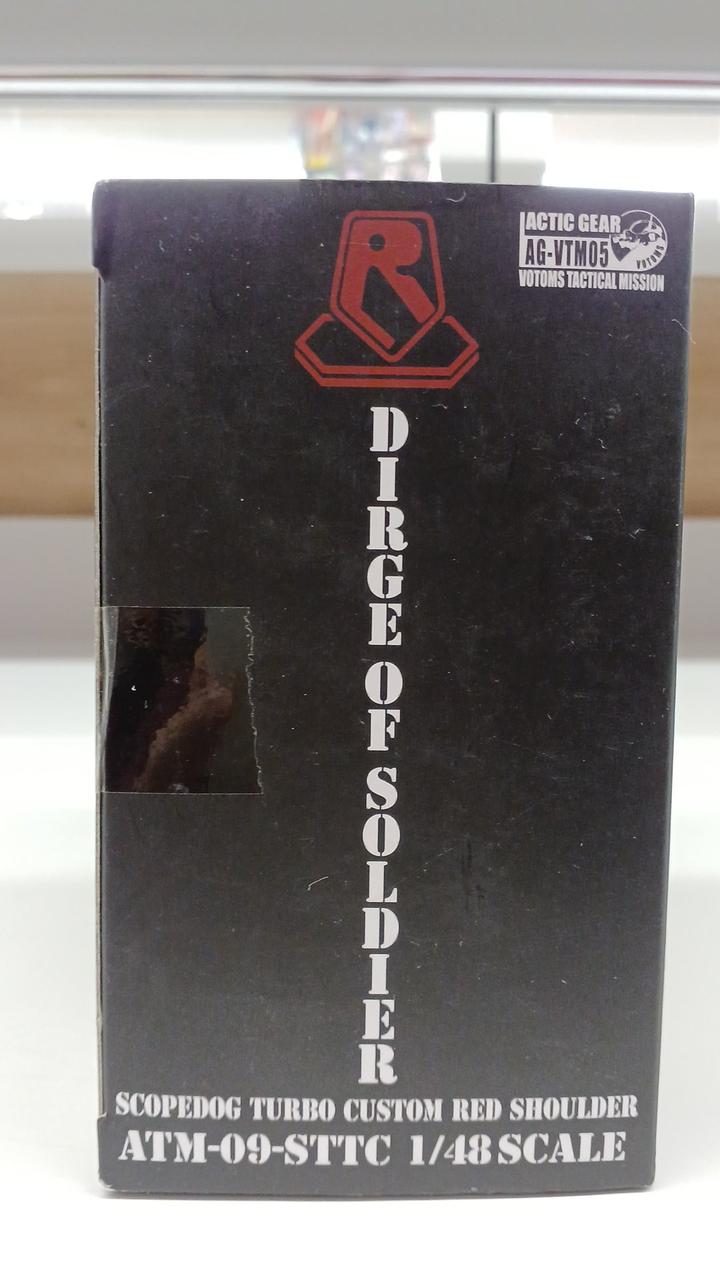 R
ACTIC GEAR
AG-VTM05
VOTOMS
VOTOMS TACTICAL MISSION
DIRGE OF SOLDIER
SCOPEDOG TURBO CUSTOM RED SHOULDER
ATM-09-STTC 1/48 SCALE